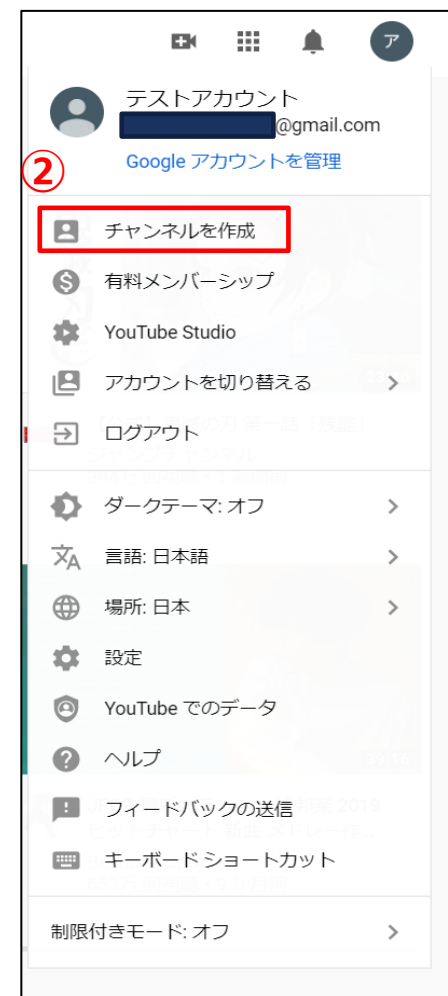 ア
テストアカウント
@gmail.com
Google アカウントを管理
②
チャンネルを作成
有料メンバーシップ
YouTube Studio
アカウントを切り替える
ログアウト
ダークテーマ: オフ
言語: 日本語
場所: 日本
設定
YouTube でのデータ
ヘルプ
フィードバックの送信
キーボード ショートカット
制限付きモード: オフ